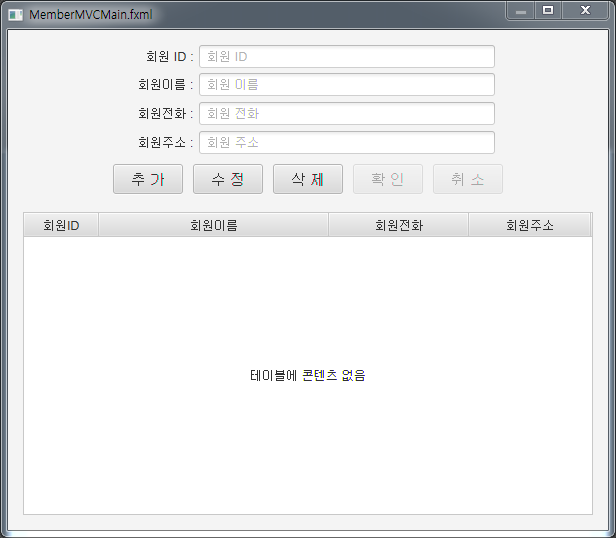 MemberMVCMain.fxml
회원 ID : 회원 ID
회원이름 : 회원 이름
회원전화 : 회원 전화
회원주소 : 회원 주소
추 가 수 정 삭 제 확 인 취 소
회원ID 회원이름 회원전화 회원주소
테이블에 콘텐츠 없음